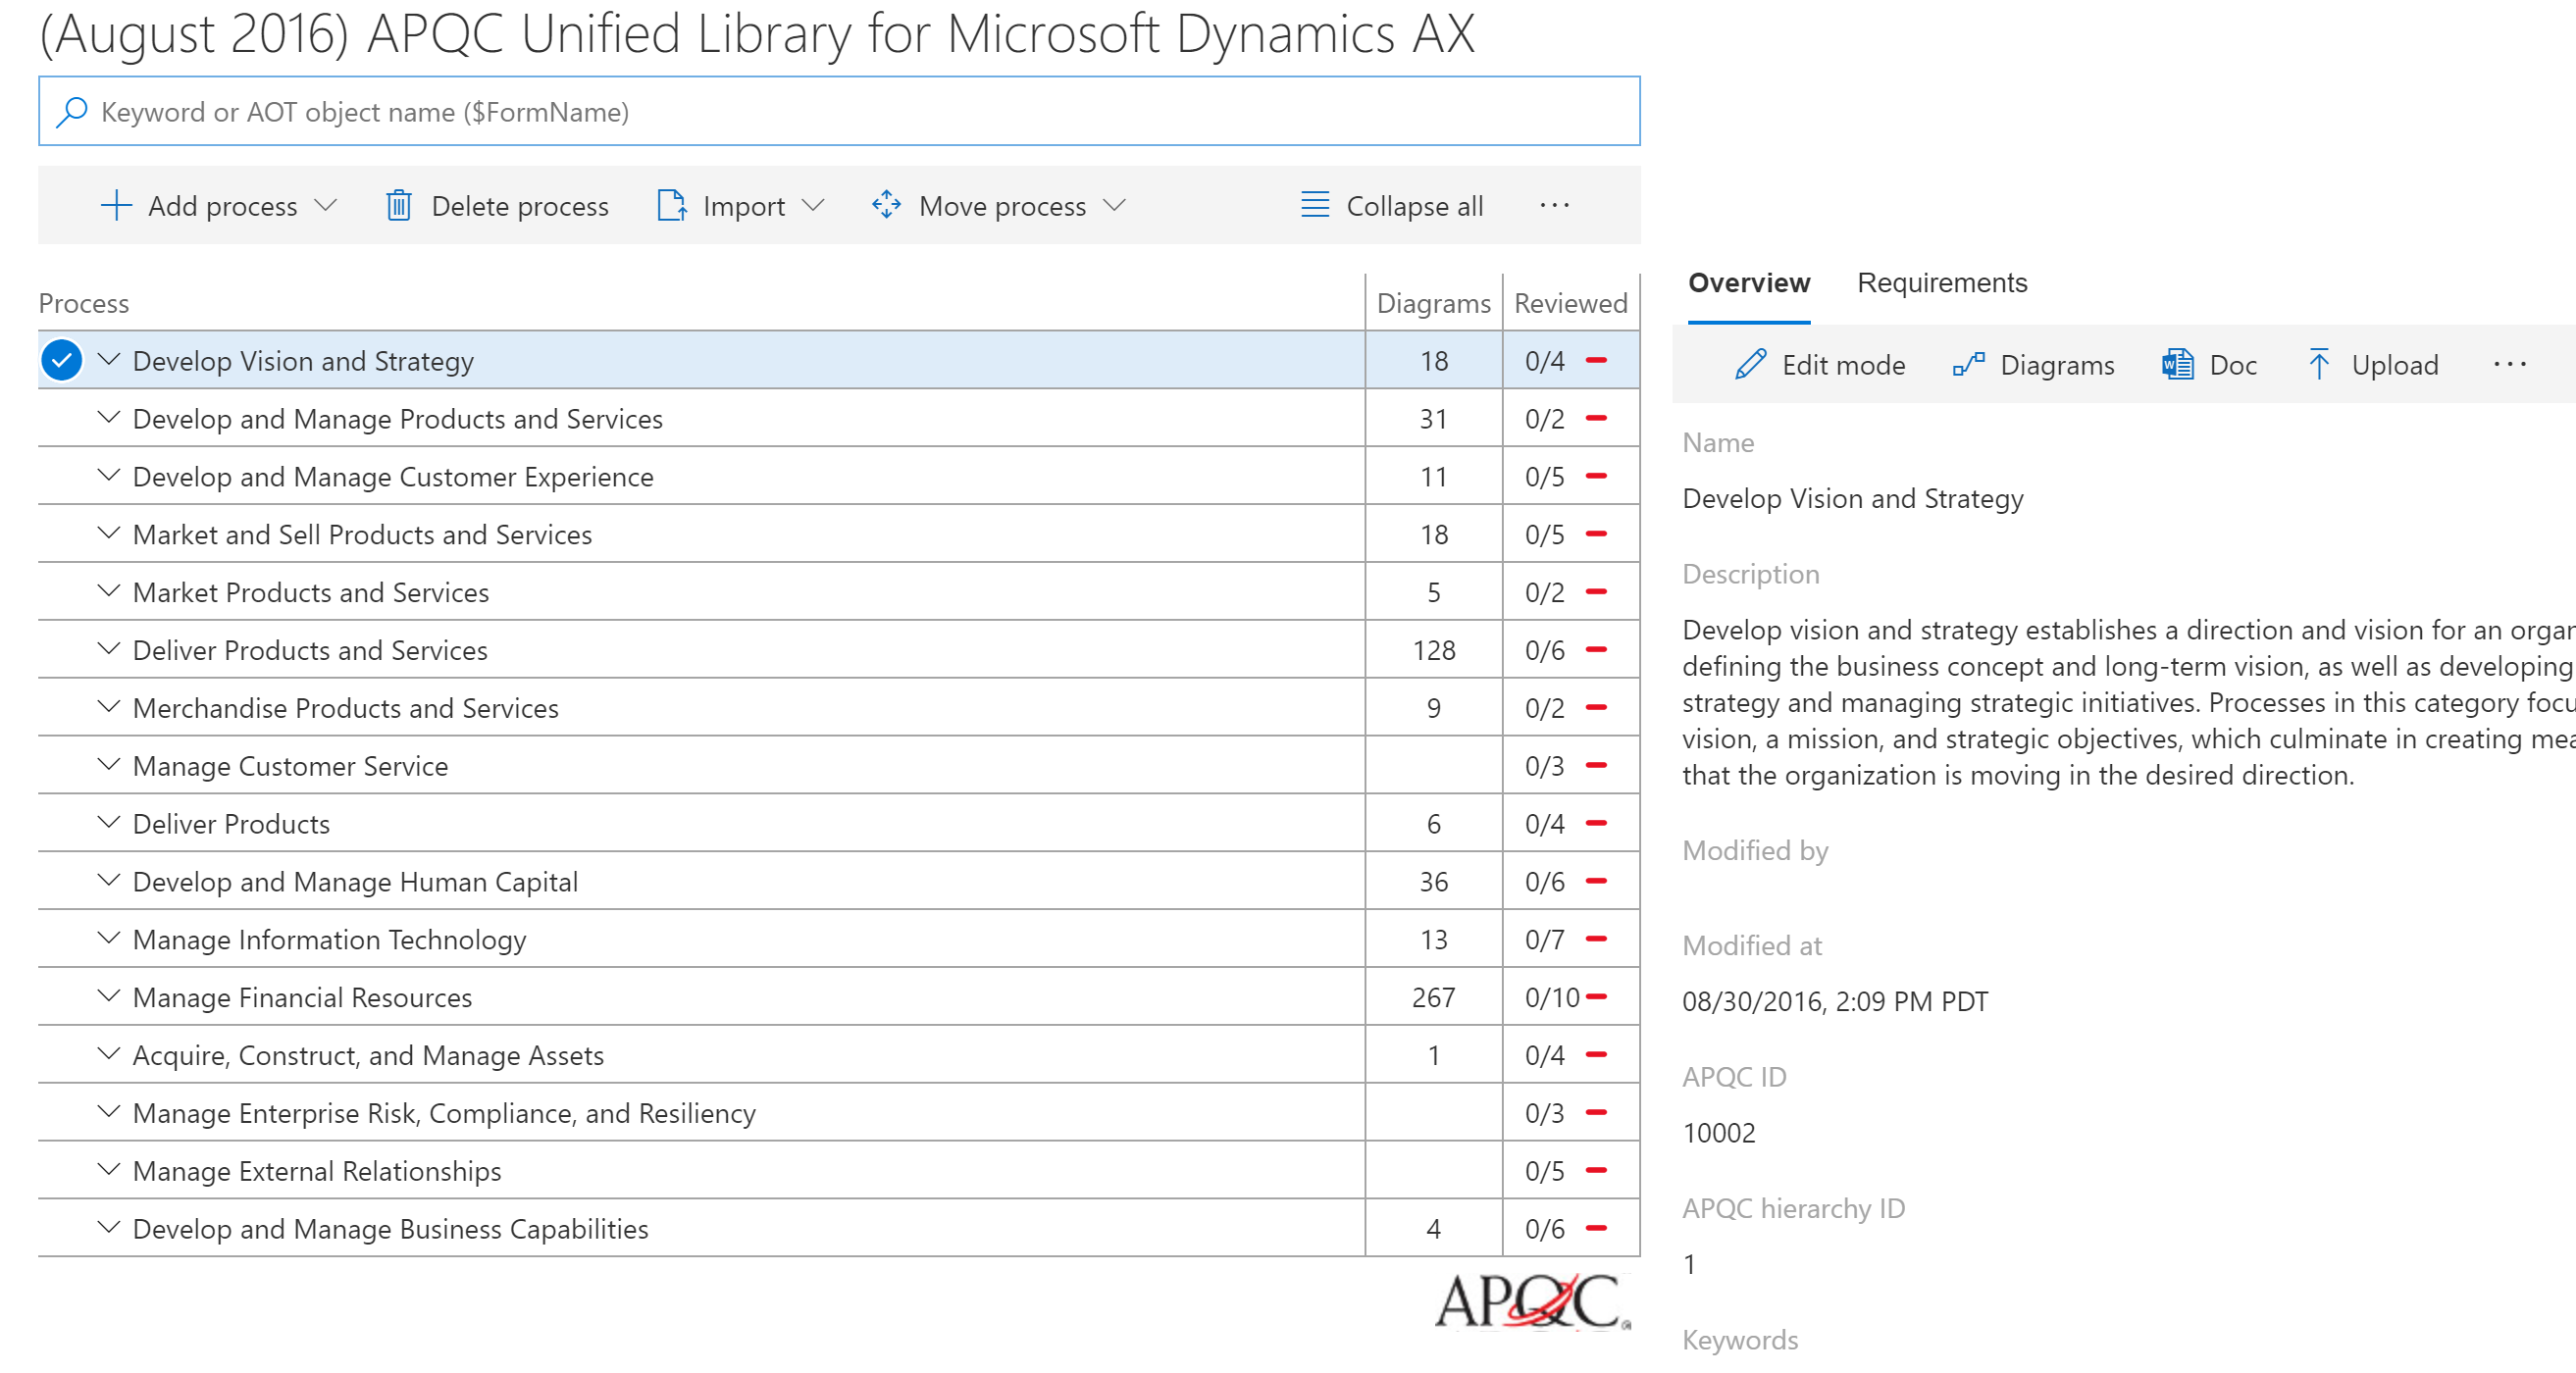 (August 2016) APQC Unified Library for Microsoft Dynamics AX
Keyword or AOT object name ($FormName)
Add process Delete process Import Move process Collapse all ...
Process Diagrams Reviewed
Develop Vision and Strategy 18 0/4
Develop and Manage Products and Services 31 0/2
Develop and Manage Customer Experience 11 0/5
Market and Sell Products and Services 18 0/5
Market Products and Services 5 0/2
Deliver Products and Services 128 0/6
Merchandise Products and Services 9 0/2
Manage Customer Service 0/3
Deliver Products 6 0/4
Develop and Manage Human Capital 36 0/6
Manage Information Technology 13 0/7
Manage Financial Resources 267 0/10
Acquire, Construct, and Manage Assets 1 0/4
Manage Enterprise Risk, Compliance, and Resiliency 0/3
Manage External Relationships 0/5
Develop and Manage Business Capabilities 4 0/6
APQC®
Overview Requirements
Edit mode Diagrams Doc Upload ...
Name
Develop Vision and Strategy
Description
Develop vision and strategy establishes a direction and vision for an
defining the business concept and long-term vision, as well as developing
strategy and managing strategic initiatives. Processes in this category
vision, a mission, and strategic objectives, which culminate in creating
that the organization is moving in the desired direction.
Modified by
Modified at
08/30/2016, 2:09 PM PDT
APQC ID
10002
APQC hierarchy ID
1
Keywords